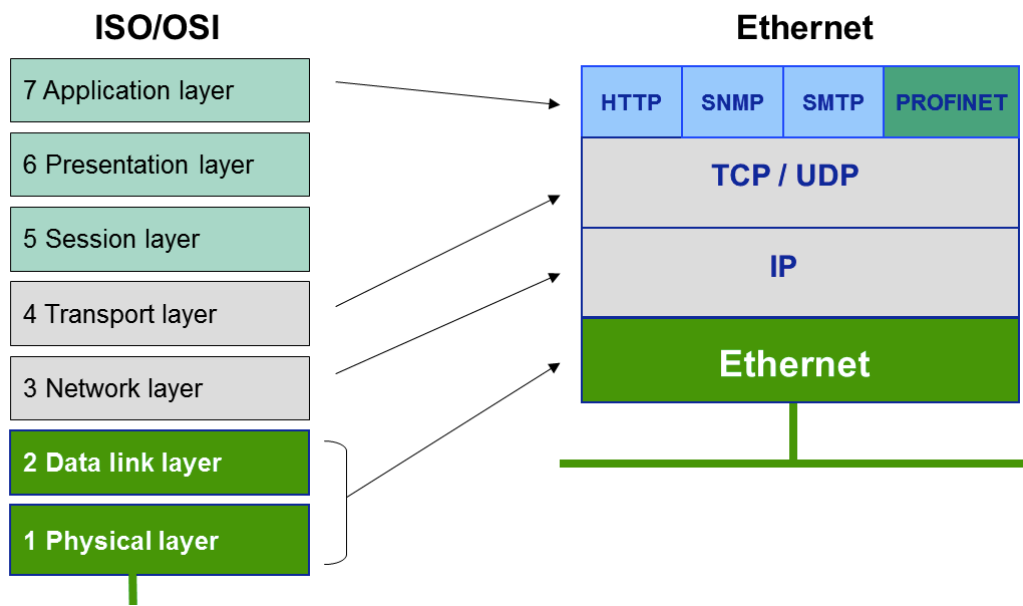 ISO/OSI
7 Application layer
6 Presentation layer
5 Session layer
4 Transport layer
3 Network layer
2 Data link layer
1 Physical layer
Ethernet
HTTP SNMP SMTP PROFINET
TCP / UDP
IP
Ethernet